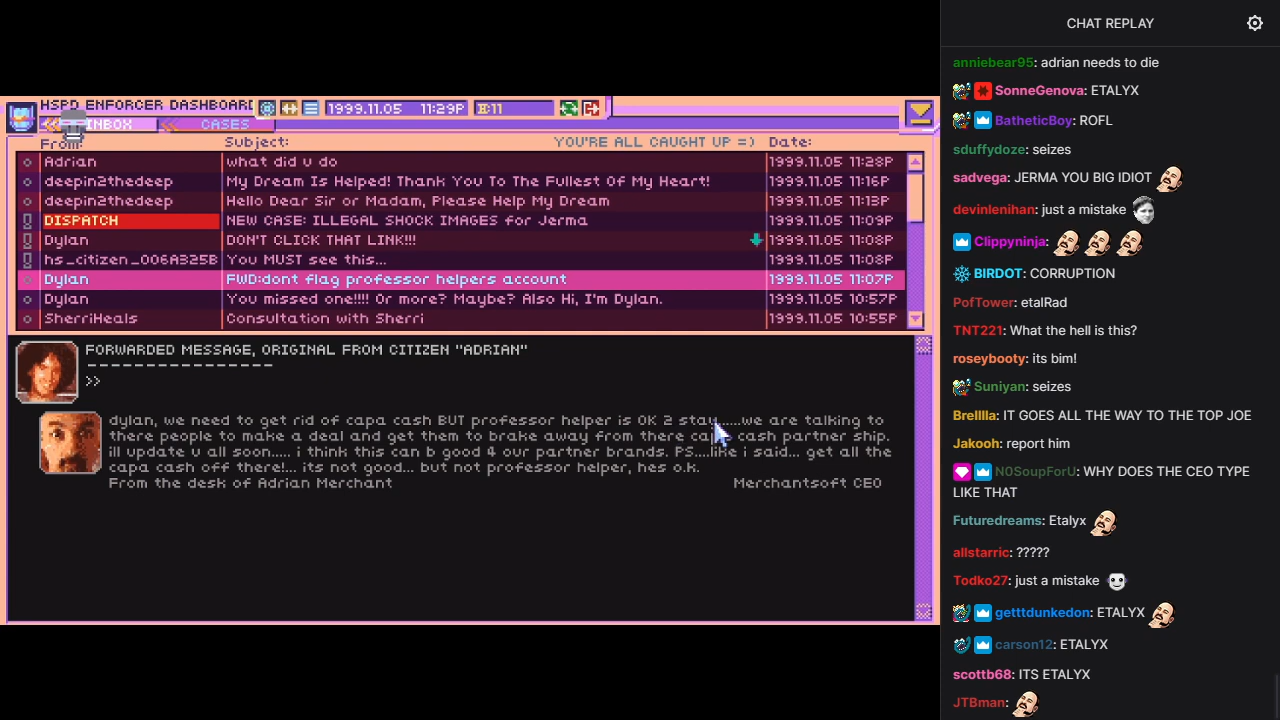 HSPD ENFORCER DASHBOARD 1999.11.05 11:29P 11
INBOX CASES
From: Subject: YOU'RE ALL CAUGHT UP =) Date:
Adrian what did u do 1999.11.05 11:28P
deepin2thedeep My Dream Is Helped! Thank You To The Fullest Of My Heart! 1999.11.05 11:16P
deepin2thedeep Hello Dear Sir or Madam, Please Help My Dream 1999.11.05 11:13P
DISPATCH NEW CASE: ILLEGAL SHOCK IMAGES for Jerma 1999.11.05 11:09P
Dylan DON'T CLICK THAT LINK!!! 1999.11.05 11:08P
hs_citizen_006A325B You MUST see this... 1999.11.05 11:08P
Dylan FWD:dont flag professor helpers account 1999.11.05 11:07P
Dylan You missed one!!!! Or more? Maybe? Also Hi, I'm Dylan. 1999.11.05 10:57P
SherriHeals Consultation with Sherri 1999.11.05 10:55P
FORWARDED MESSAGE, ORIGINAL FROM CITIZEN "ADRIAN"
----------------
>>
dylan, we need to get rid of capa cash BUT professor helper is OK 2 stay.....we are talking to
there people to make a deal and get them to brake away from there capa cash partner ship.
ill update u all soon..... i think this can b good 4 our partner brands. PS....like i said... get all the
capa cash off there!... its not good... but not professor helper, hes o.k.
From the desk of Adrian Merchant Merchantsoft CEO
CHAT REPLAY
anniebear95: adrian needs to die
SonneGenova: ETALYX
BatheticBoy: ROFL
sduffydoze: seizes
sadvega: JERMA YOU BIG IDIOT
devinlenihan: just a mistake
Clippyninja:
BIRDOT: CORRUPTION
PofTower: etalRad
TNT221: What the hell is this?
roseybooty: its bim!
Suniyan: seizes
Brelllla: IT GOES ALL THE WAY TO THE TOP JOE
Jakooh: report him
N0SoupForU: WHY DOES THE CEO TYPE
LIKE THAT
Futuredreams: Etalyx
allstarric: ?????
Todko27: just a mistake
getttdunkedon: ETALYX
carson12: ETALYX
scottb68: ITS ETALYX
JTBman: